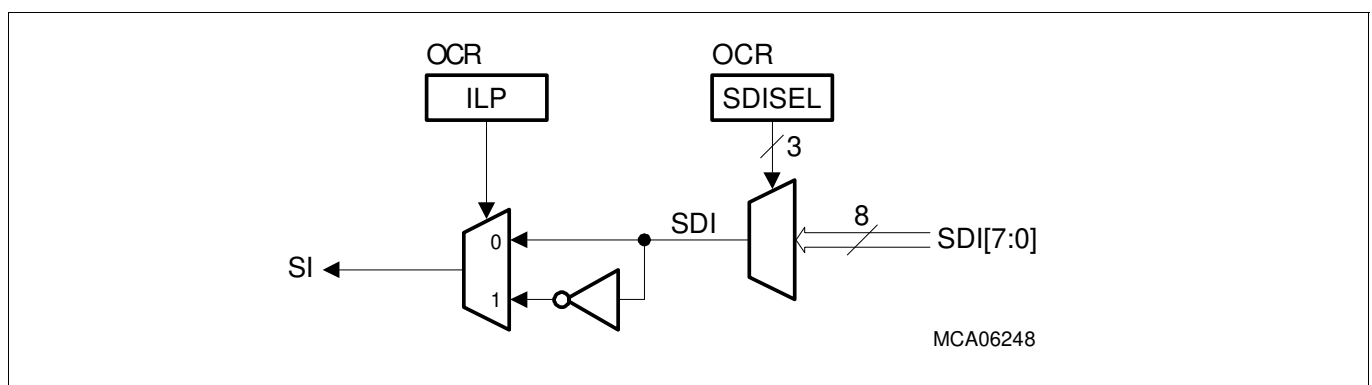 OCR
OCR
ILP
SDISEL
3
8
SDI
SDI[7:0]
0
SI
1
MCA06248